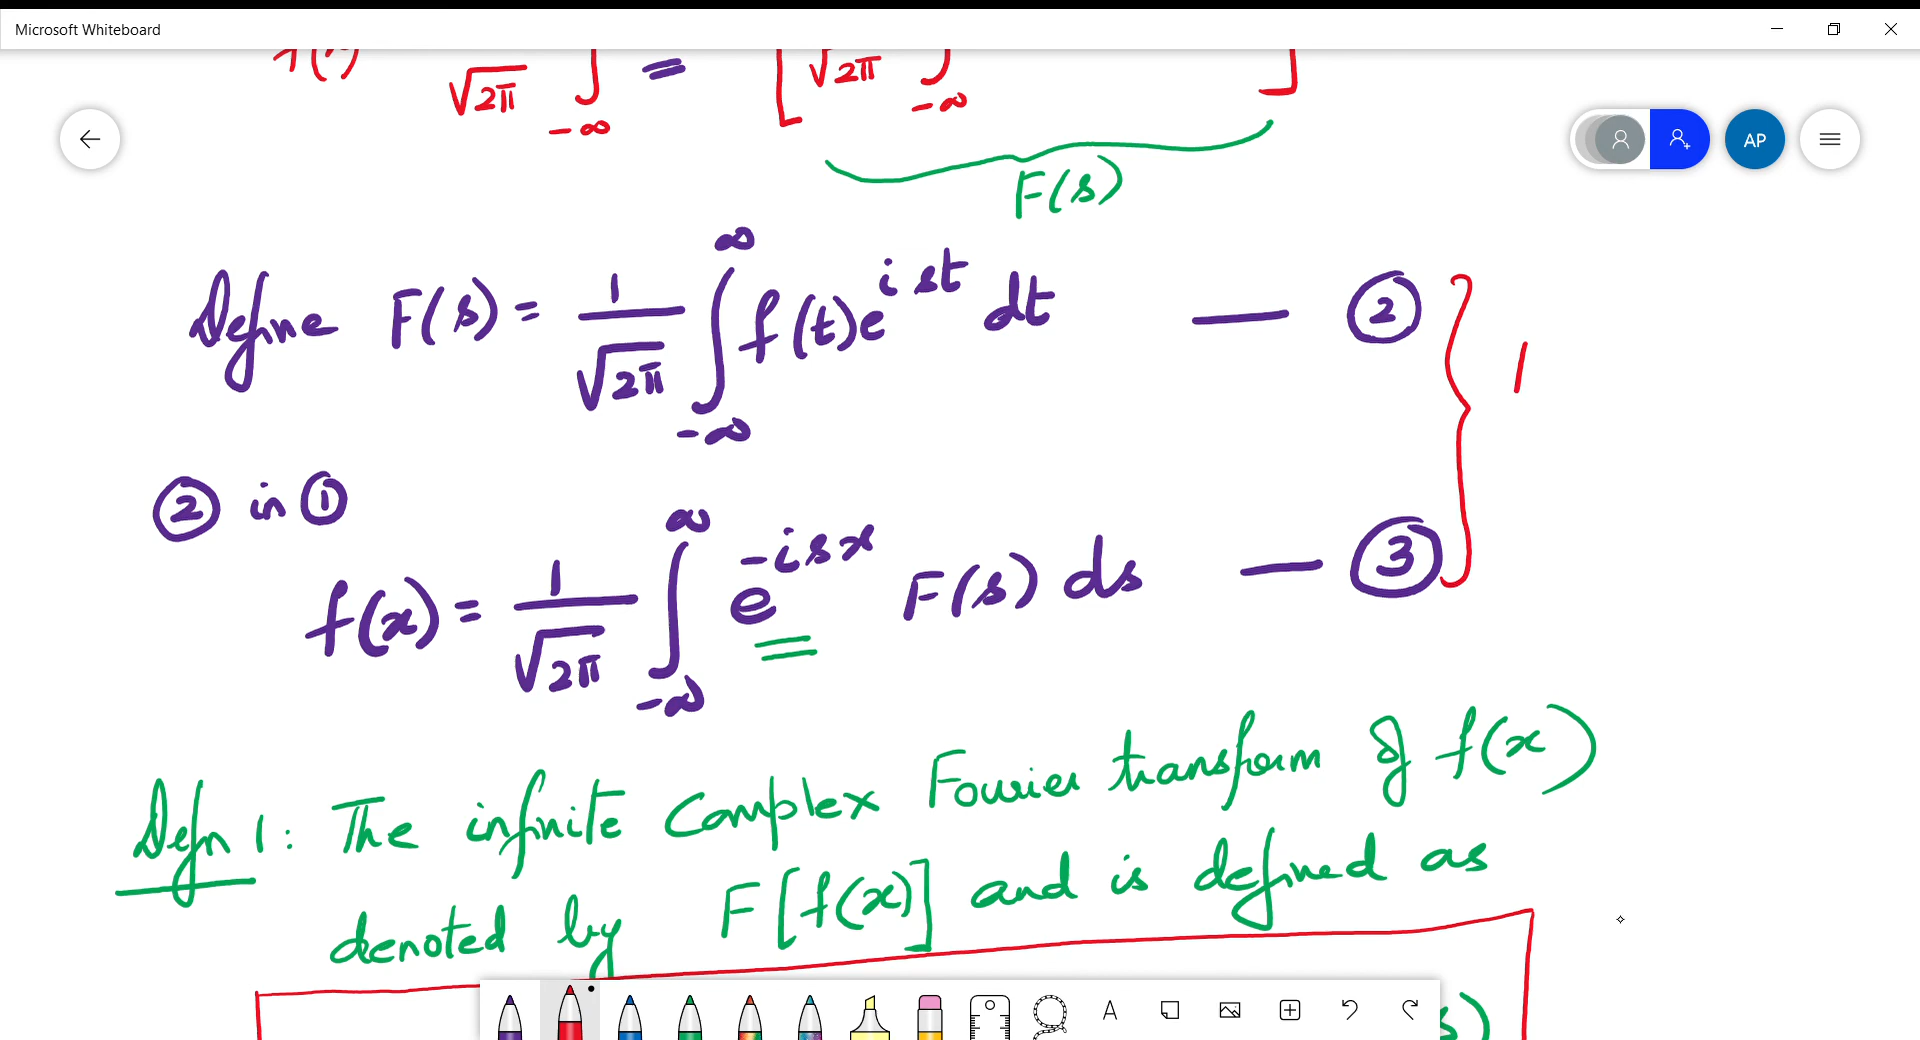 Microsoft Whiteboard
√2π ∫ -∞ = [ √2π ∫ -∞ ]
F(s)
AP
Define F(s) = 1/√2π ∫_{-∞}^{∞} f(t) e^{ist} dt — ②
1
② in ①
f(x) = 1/√2π ∫_{-∞}^{∞} e^{-isx} F(s) ds — ③
Defn 1: The infinite Complex Fourier transform of f(x)
denoted by F[f(x)] and is defined as
s)
A